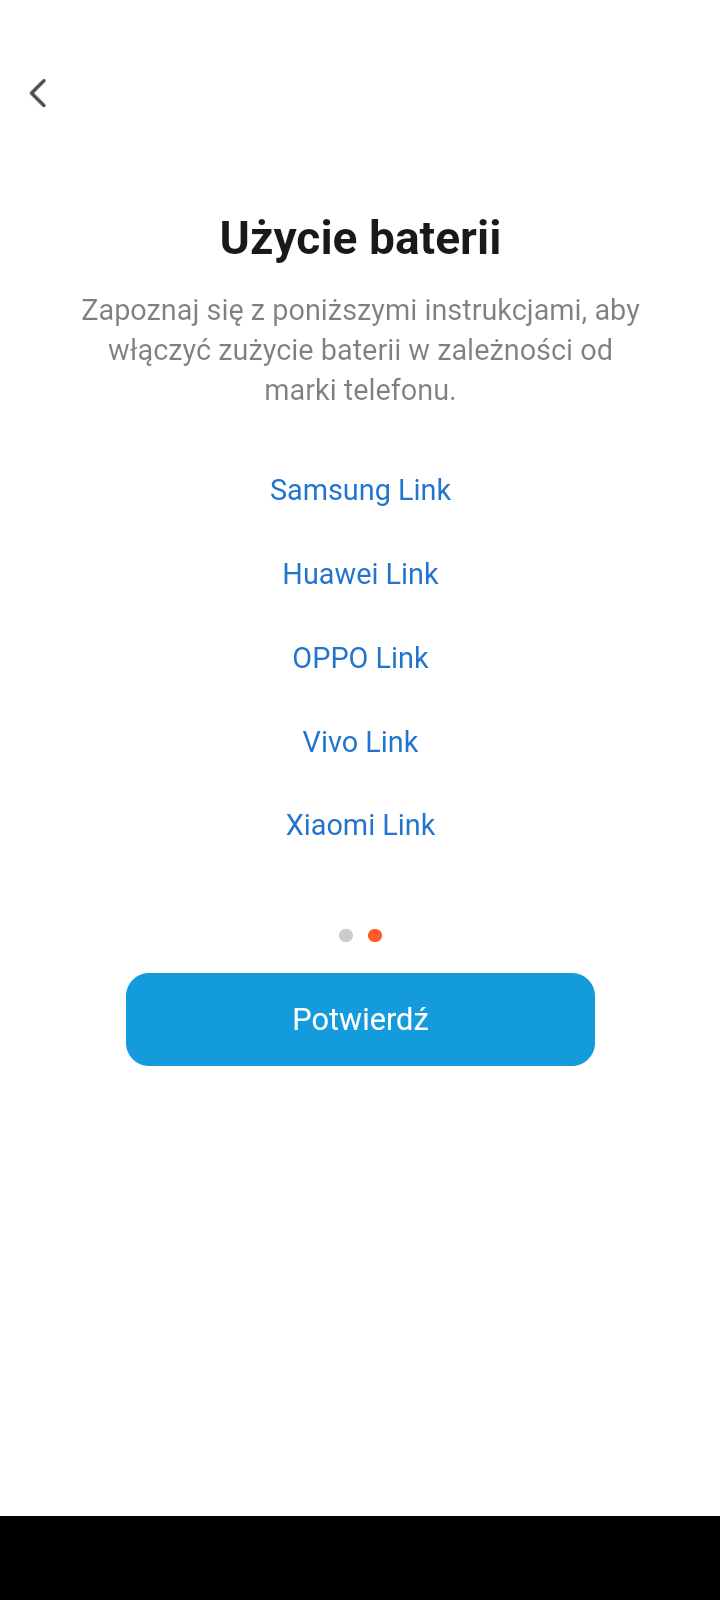 Użycie baterii
Zapoznaj się z poniższymi instrukcjami, aby
włączyć zużycie baterii w zależności od
marki telefonu.
Samsung Link
Huawei Link
OPPO Link
Vivo Link
Xiaomi Link
Potwierdź